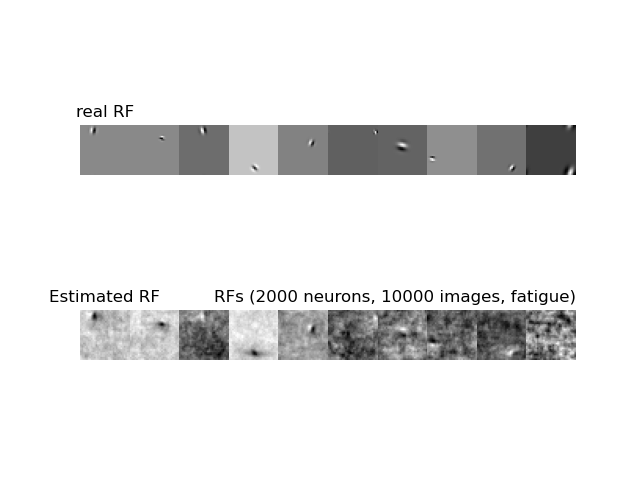 real RF
Estimated RF
RFs (2000 neurons, 10000 images, fatigue)